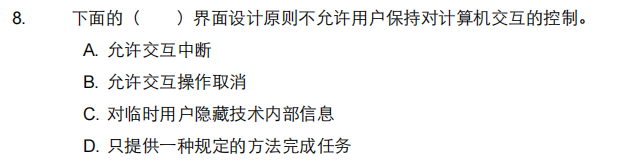 8. 下面的（ ）界面设计原则不允许用户保持对计算机交互的控制。
A. 允许交互中断
B. 允许交互操作取消
C. 对临时用户隐藏技术内部信息
D. 只提供一种规定的方法完成任务